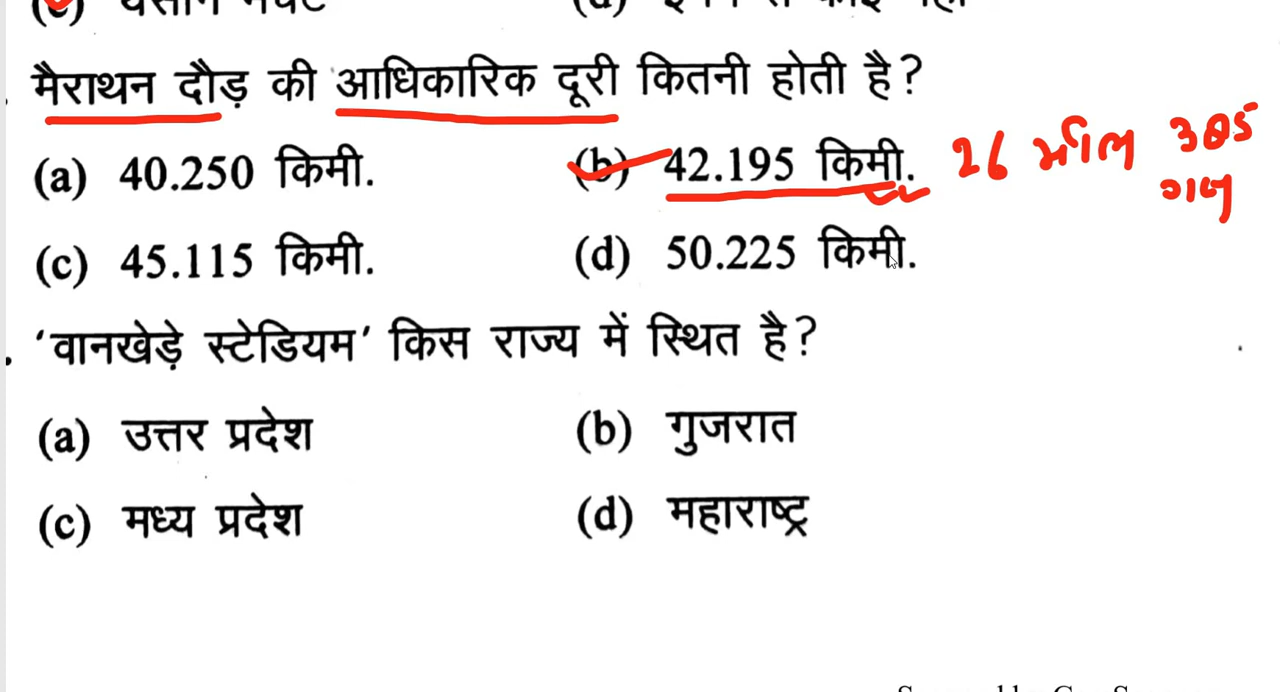 मैराथन दौड़ की आधिकारिक दूरी कितनी होती है?
(a) 40.250 किमी.
(b) 42.195 किमी. 26 मील 385 गज
(c) 45.115 किमी.
(d) 50.225 किमी.
'वानखेड़े स्टेडियम' किस राज्य में स्थित है?
(a) उत्तर प्रदेश
(b) गुजरात
(c) मध्य प्रदेश
(d) महाराष्ट्र